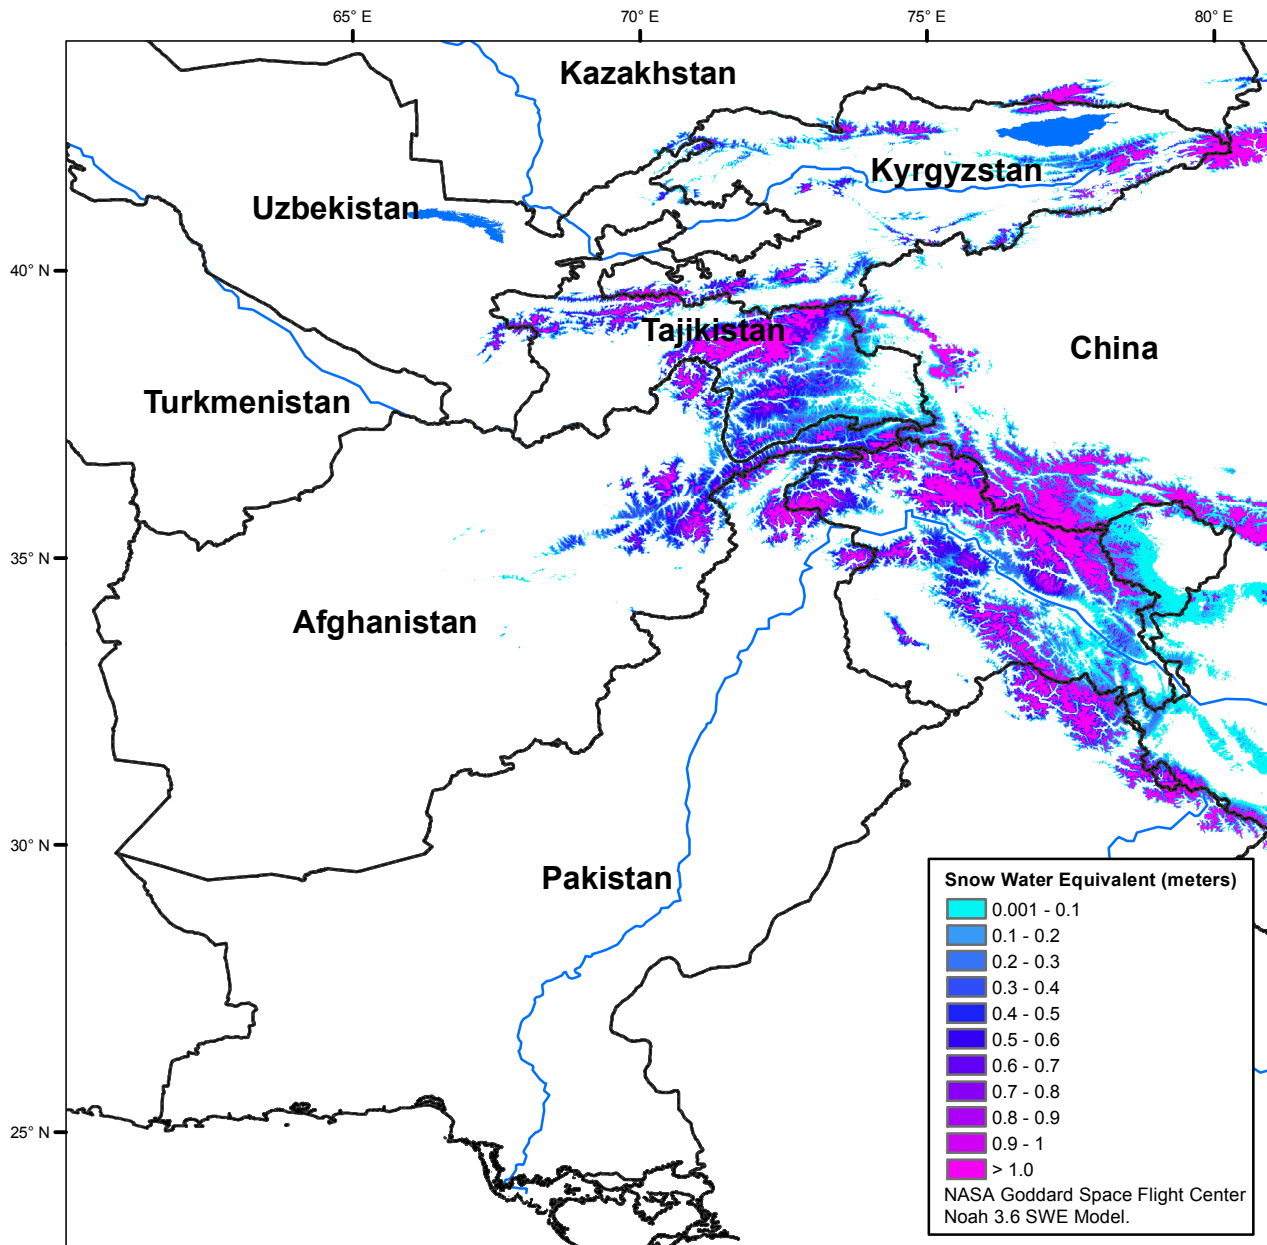 65° E 70° E 75° E 80° E
Kazakhstan
Kyrgyzstan
Uzbekistan
40° N
Tajikistan
China
Turkmenistan
35° N
Afghanistan
30° N
Pakistan
25° N
Snow Water Equivalent (meters)
0.001 - 0.1
0.1 - 0.2
0.2 - 0.3
0.3 - 0.4
0.4 - 0.5
0.5 - 0.6
0.6 - 0.7
0.7 - 0.8
0.8 - 0.9
0.9 - 1
> 1.0
NASA Goddard Space Flight Center
Noah 3.6 SWE Model.